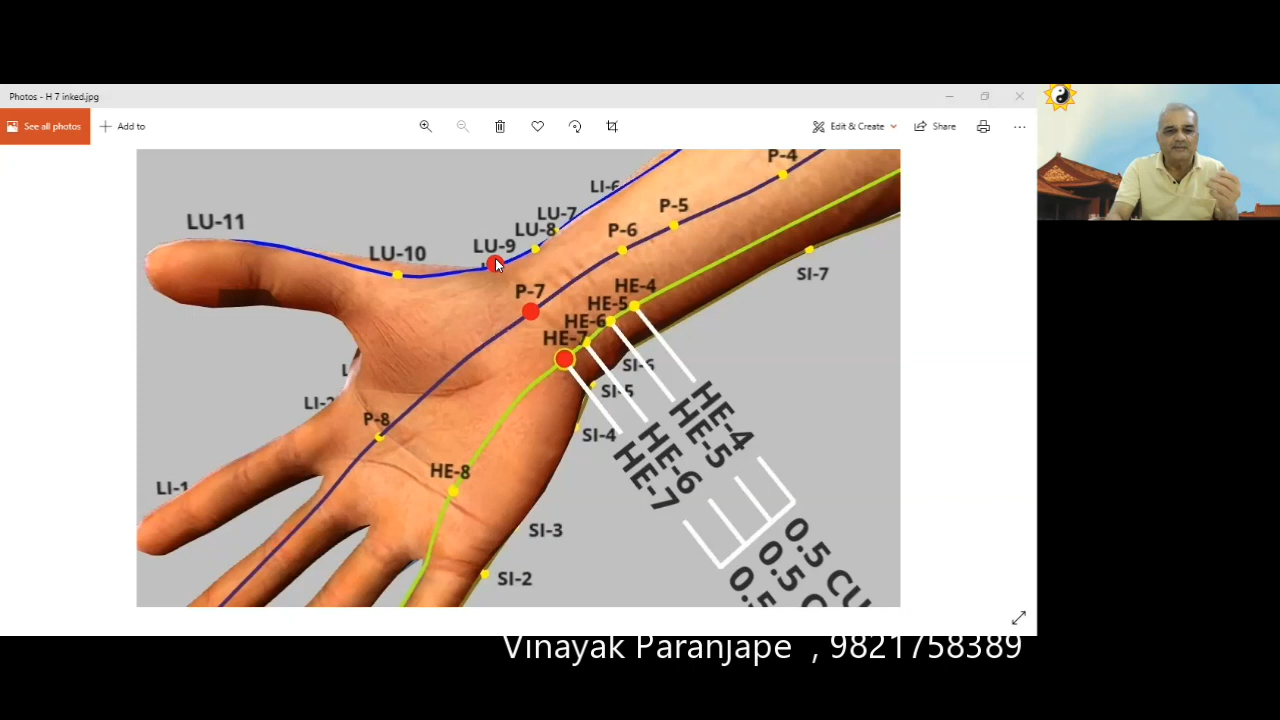 Photos - H 7 inked.jpg
See all photos
Add to
Edit & Create
Share
P-4
LI-6
P-5
LU-7
LU-11
LU-8
P-6
LU-9
LU-10
SI-7
HE-4
P-7
HE-5
HE-6
HE-7
SI-6
SI-5
LI-2
P-8
SI-4
HE-4
HE-5
HE-6
HE-7
HE-8
LI-1
SI-3
0.5 CU
0.5 C
0.5
SI-2
Vinayak Paranjape , 9821758389